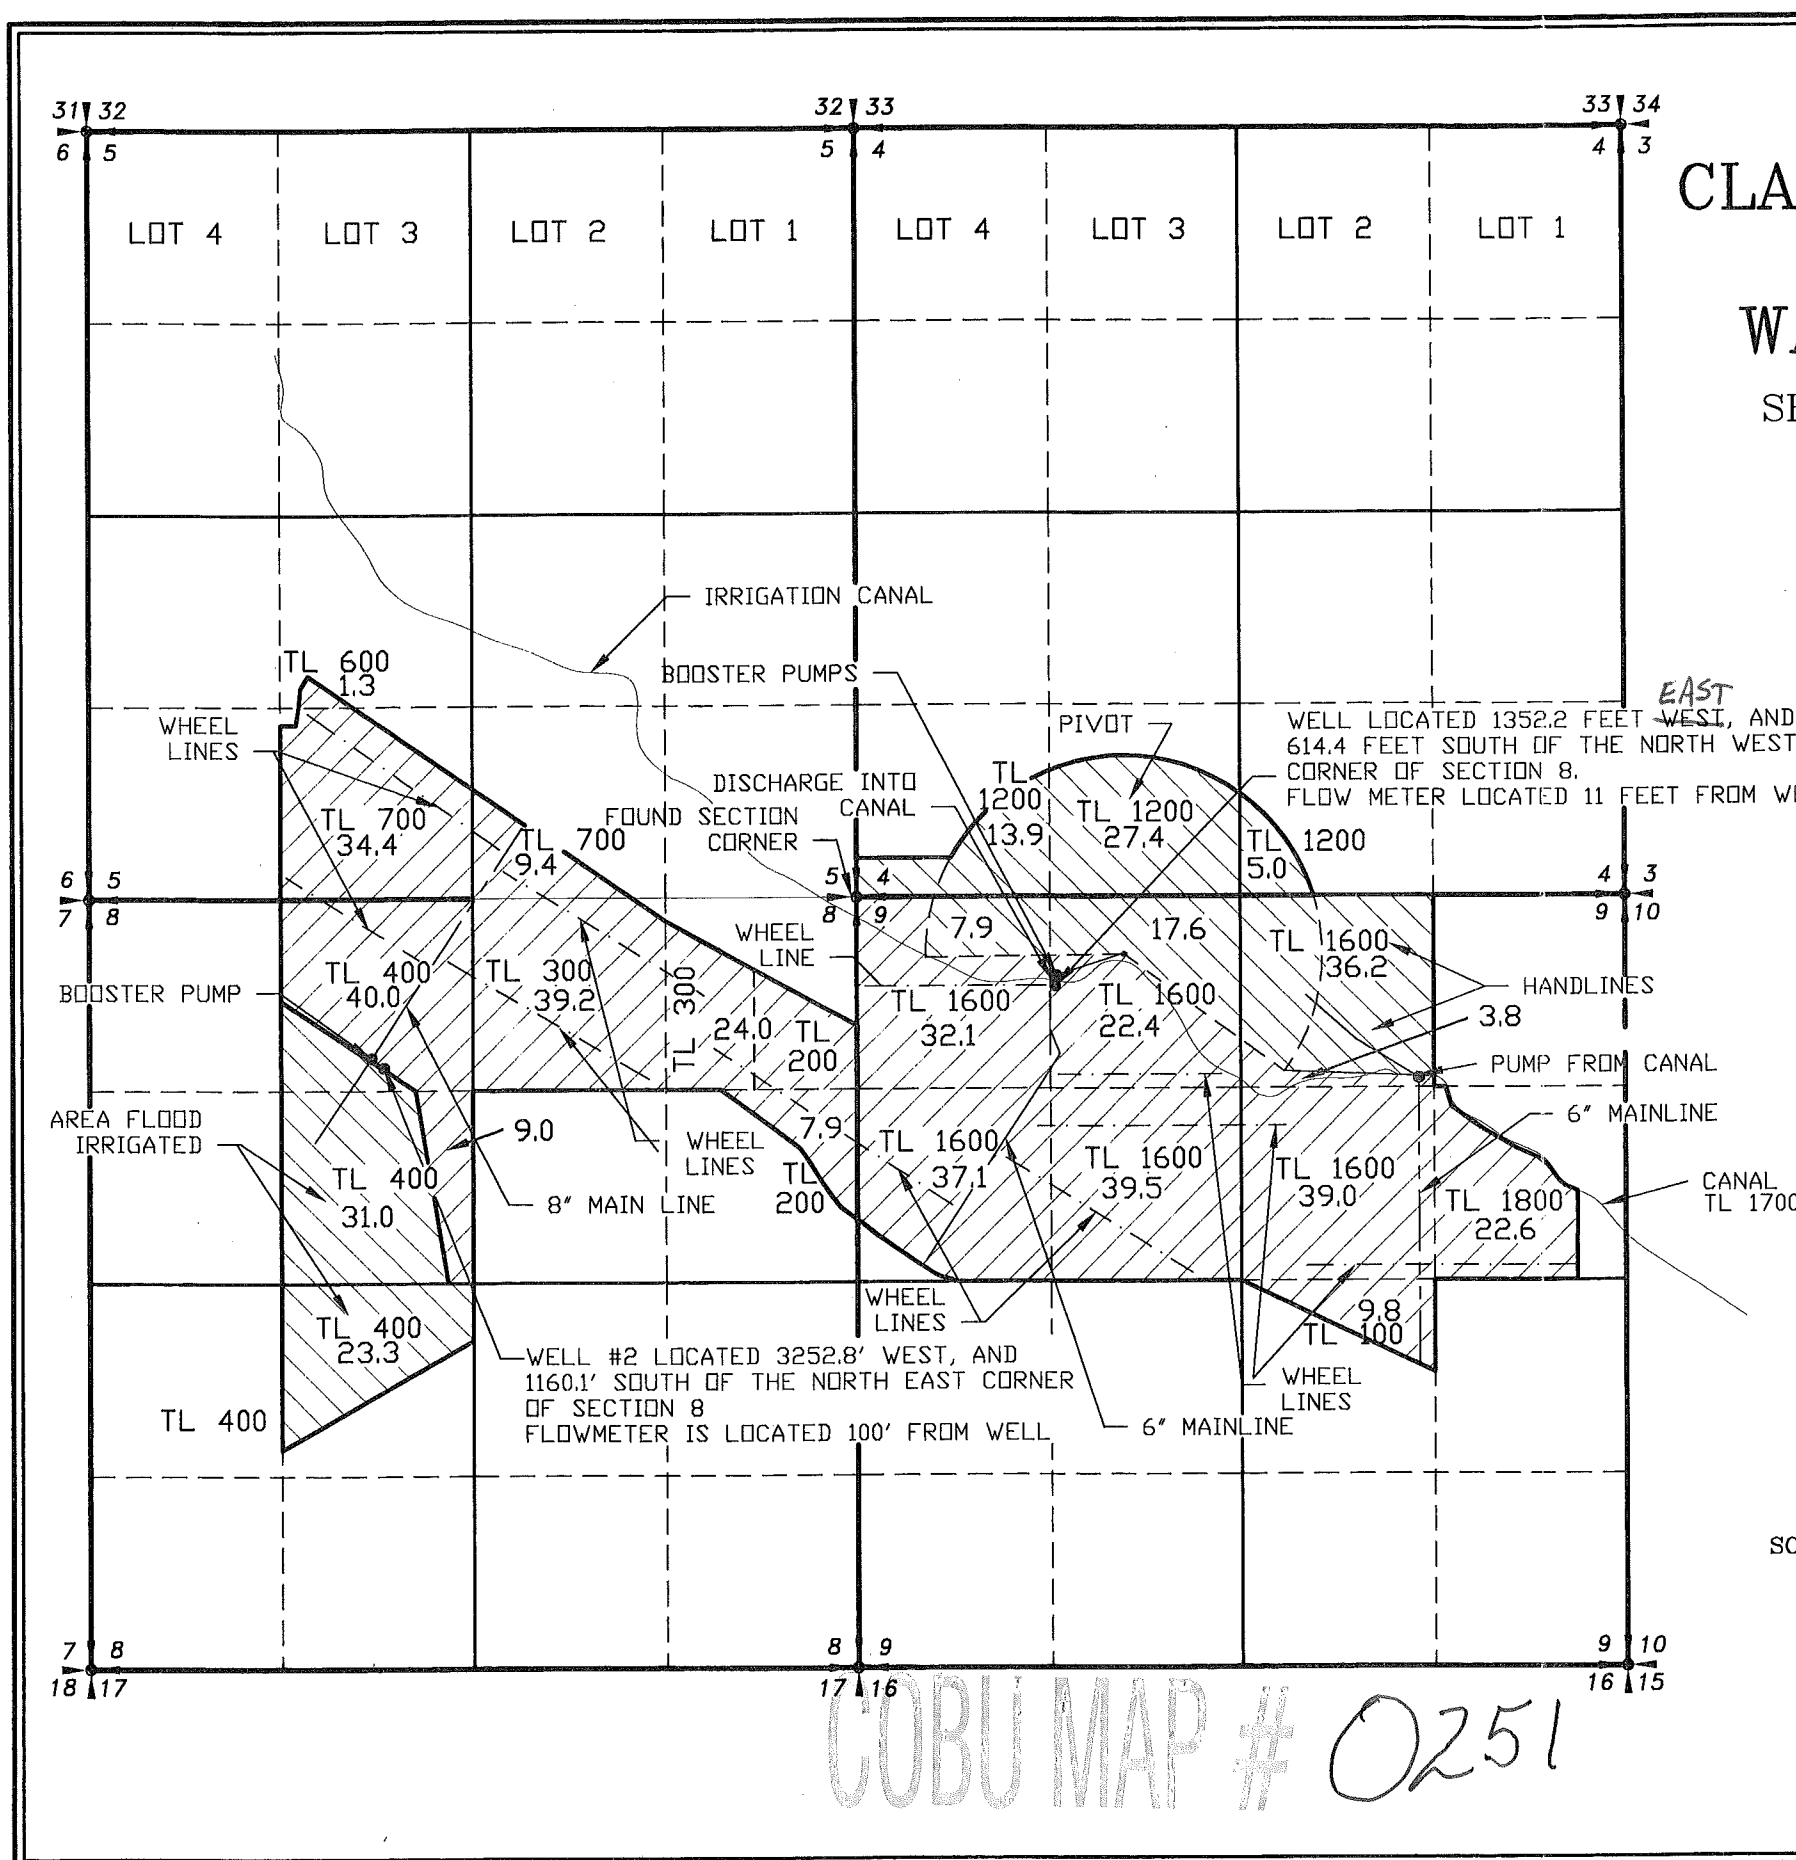 31 32
32 33
33 34
6 5
5 4
4 3
CLA
LOT 4 LOT 3 LOT 2 LOT 1 LOT 4 LOT 3 LOT 2 LOT 1
IRRIGATION CANAL
TL 600
1.3
BOOSTER PUMPS
WHEEL
LINES
PIVOT
EAST
WELL LOCATED 1352.2 FEET WEST, AND
614.4 FEET SOUTH OF THE NORTH WEST
CORNER OF SECTION 8.
FLOW METER LOCATED 11 FEET FROM
DISCHARGE INTO
CANAL
FOUND SECTION
CORNER
TL
1200
13.9
TL 1200
27.4
TL 1200
5.0
TL 700
34.4
TL 700
9.4
6 5
7 8
5 4
8 9
4 3
9 10
WHEEL
LINE
7.9
17.6
TL 1600
36.2
HANDLINES
3.8
BOOSTER PUMP
TL 400
40.0
TL 300
39.2
TL 300
24.0
TL
200
TL 1600
32.1
TL 1600
22.4
PUMP FROM CANAL
6" MAINLINE
AREA FLOOD
IRRIGATED
9.0
WHEEL
LINES
7.9
TL
200
TL 1600
37.1
TL 1600
39.5
TL 1600
39.0
TL 1800
22.6
CANAL
TL 1700
TL 400
31.0
8" MAIN LINE
WHEEL
LINES
TL 400
23.3
9.8
TL 100
WELL #2 LOCATED 3252.8' WEST, AND
1160.1' SOUTH OF THE NORTH EAST CORNER
OF SECTION 8
FLOWMETER IS LOCATED 100' FROM WELL
WHEEL
LINES
6" MAINLINE
TL 400
7 8
18 17
8 9
17 16
9 10
16 15
COBU MAP # 0251